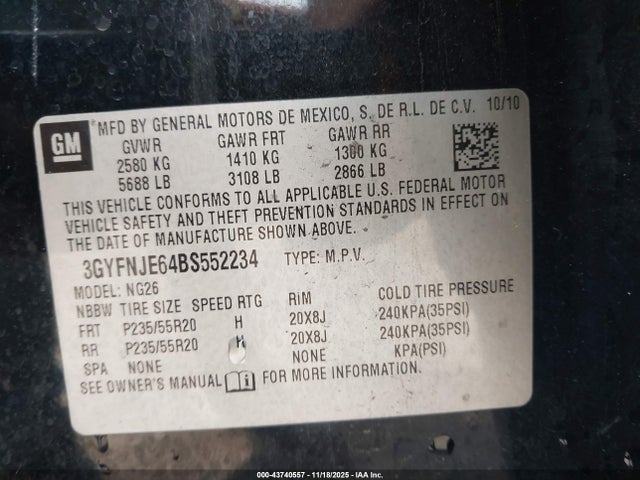 GM
*MFD BY GENERAL MOTORS DE MEXICO, S. DE R.L. DE C.V. 10/10
GVWR GAWR FRT GAWR RR
2580 KG 1410 KG 1300 KG
5688 LB 3108 LB 2866 LB
THIS VEHICLE CONFORMS TO ALL APPLICABLE U.S. FEDERAL MOTOR
VEHICLE SAFETY AND THEFT PREVENTION STANDARDS IN EFFECT ON
THE DATE OF MANUFACTURE SHOWN ABOVE.
3GYFNJE64BS552234 TYPE: M.P.V.
MODEL: NG26
NBBW TIRE SIZE SPEED RTG RIM COLD TIRE PRESSURE
FRT P235/55R20 H 20X8J 240KPA(35PSI)
RR P235/55R20 H 20X8J 240KPA(35PSI)
SPA NONE NONE KPA(PSI)
SEE OWNER'S MANUAL i FOR MORE INFORMATION.
000-43740557 | 11/18/2025 - IAA Inc.